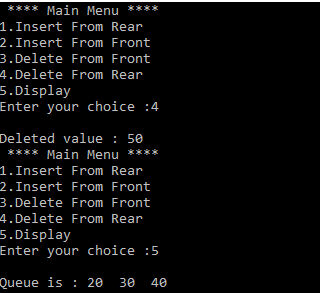 **** Main Menu ****
1.Insert From Rear
2.Insert From Front
3.Delete From Front
4.Delete From Rear
5.Display
Enter your choice :4
Deleted value : 50
**** Main Menu ****
1.Insert From Rear
2.Insert From Front
3.Delete From Front
4.Delete From Rear
5.Display
Enter your choice :5
Queue is : 20  30  40